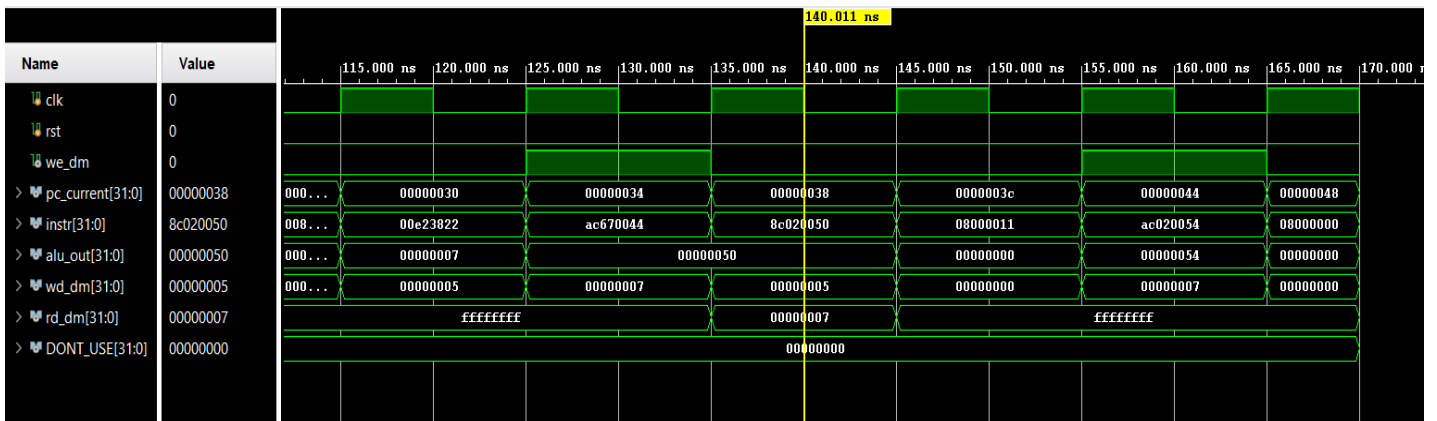 140.011 ns
Name Value 115.000 ns 120.000 ns 125.000 ns 130.000 ns 135.000 ns 140.000 ns 145.000 ns 150.000 ns 155.000 ns 160.000 ns 165.000 ns 170.000
clk 0
rst 0
we_dm 0
pc_current[31:0] 00000038 000... 00000030 00000034 00000038 0000003c 00000044 00000048
instr[31:0] 8c020050 008... 00e23822 ac670044 8c020050 08000011 ac020054 08000000
alu_out[31:0] 00000050 000... 00000007 00000050 00000000 00000054 00000000
wd_dm[31:0] 00000005 000... 00000005 00000007 00000005 00000000 00000007 00000000
rd_dm[31:0] 00000007 ffffffff 00000007 ffffffff
DONT_USE[31:0] 00000000 00000000